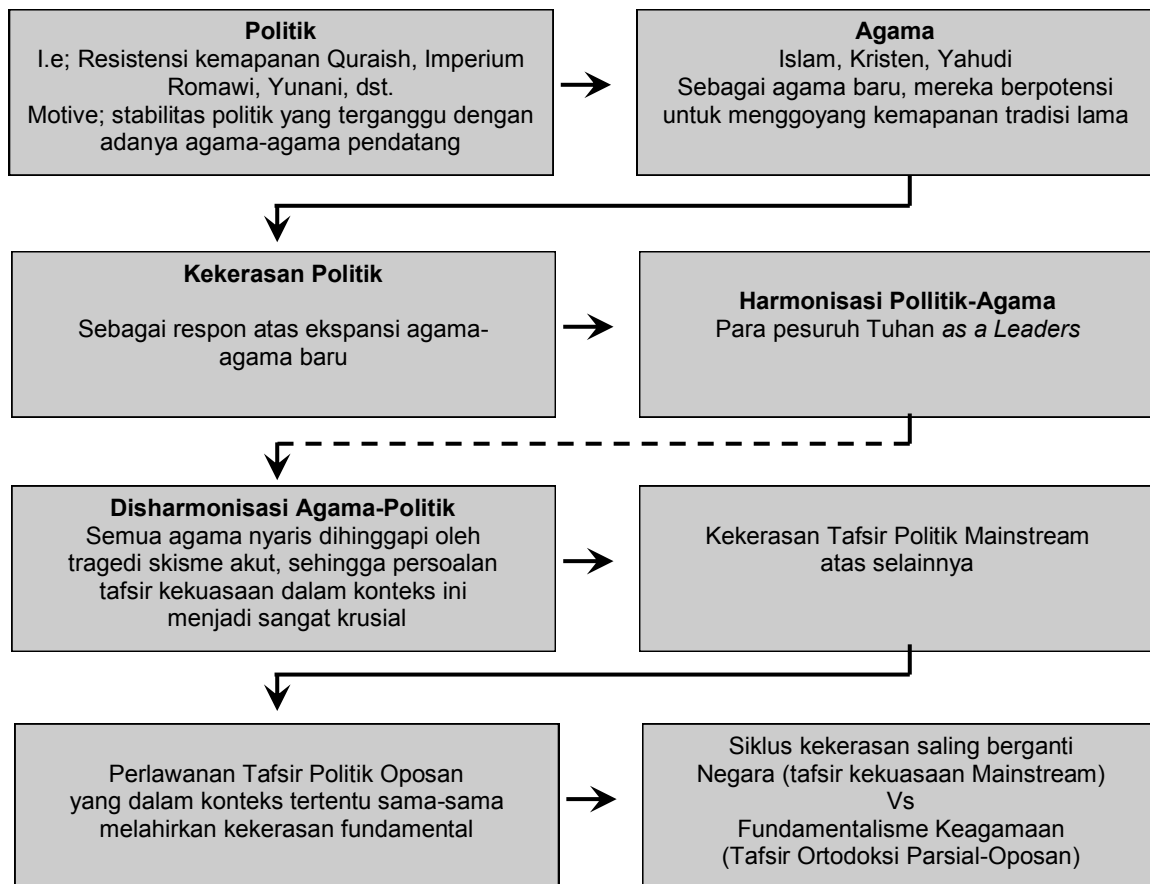 Politik
I.e; Resistensi kemapanan Quraish, Imperium
Romawi, Yunani, dst.
Motive; stabilitas politik yang terganggu dengan
adanya agama-agama pendatang
Agama
Islam, Kristen, Yahudi
Sebagai agama baru, mereka berpotensi
untuk menggoyang kemapanan tradisi lama
Kekerasan Politik
Sebagai respon atas ekspansi agama-
agama baru
Harmonisasi Pollitik-Agama
Para pesuruh Tuhan as a Leaders
Disharmonisasi Agama-Politik
Semua agama nyaris dihinggapi oleh
tragedi skisme akut, sehingga persoalan
tafsir kekuasaan dalam konteks ini
menjadi sangat krusial
Kekerasan Tafsir Politik Mainstream
atas selainnya
Perlawanan Tafsir Politik Oposan
yang dalam konteks tertentu sama-sama
melahirkan kekerasan fundamental
Siklus kekerasan saling berganti
Negara (tafsir kekuasaan Mainstream)
Vs
Fundamentalisme Keagamaan
(Tafsir Ortodoksi Parsial-Oposan)